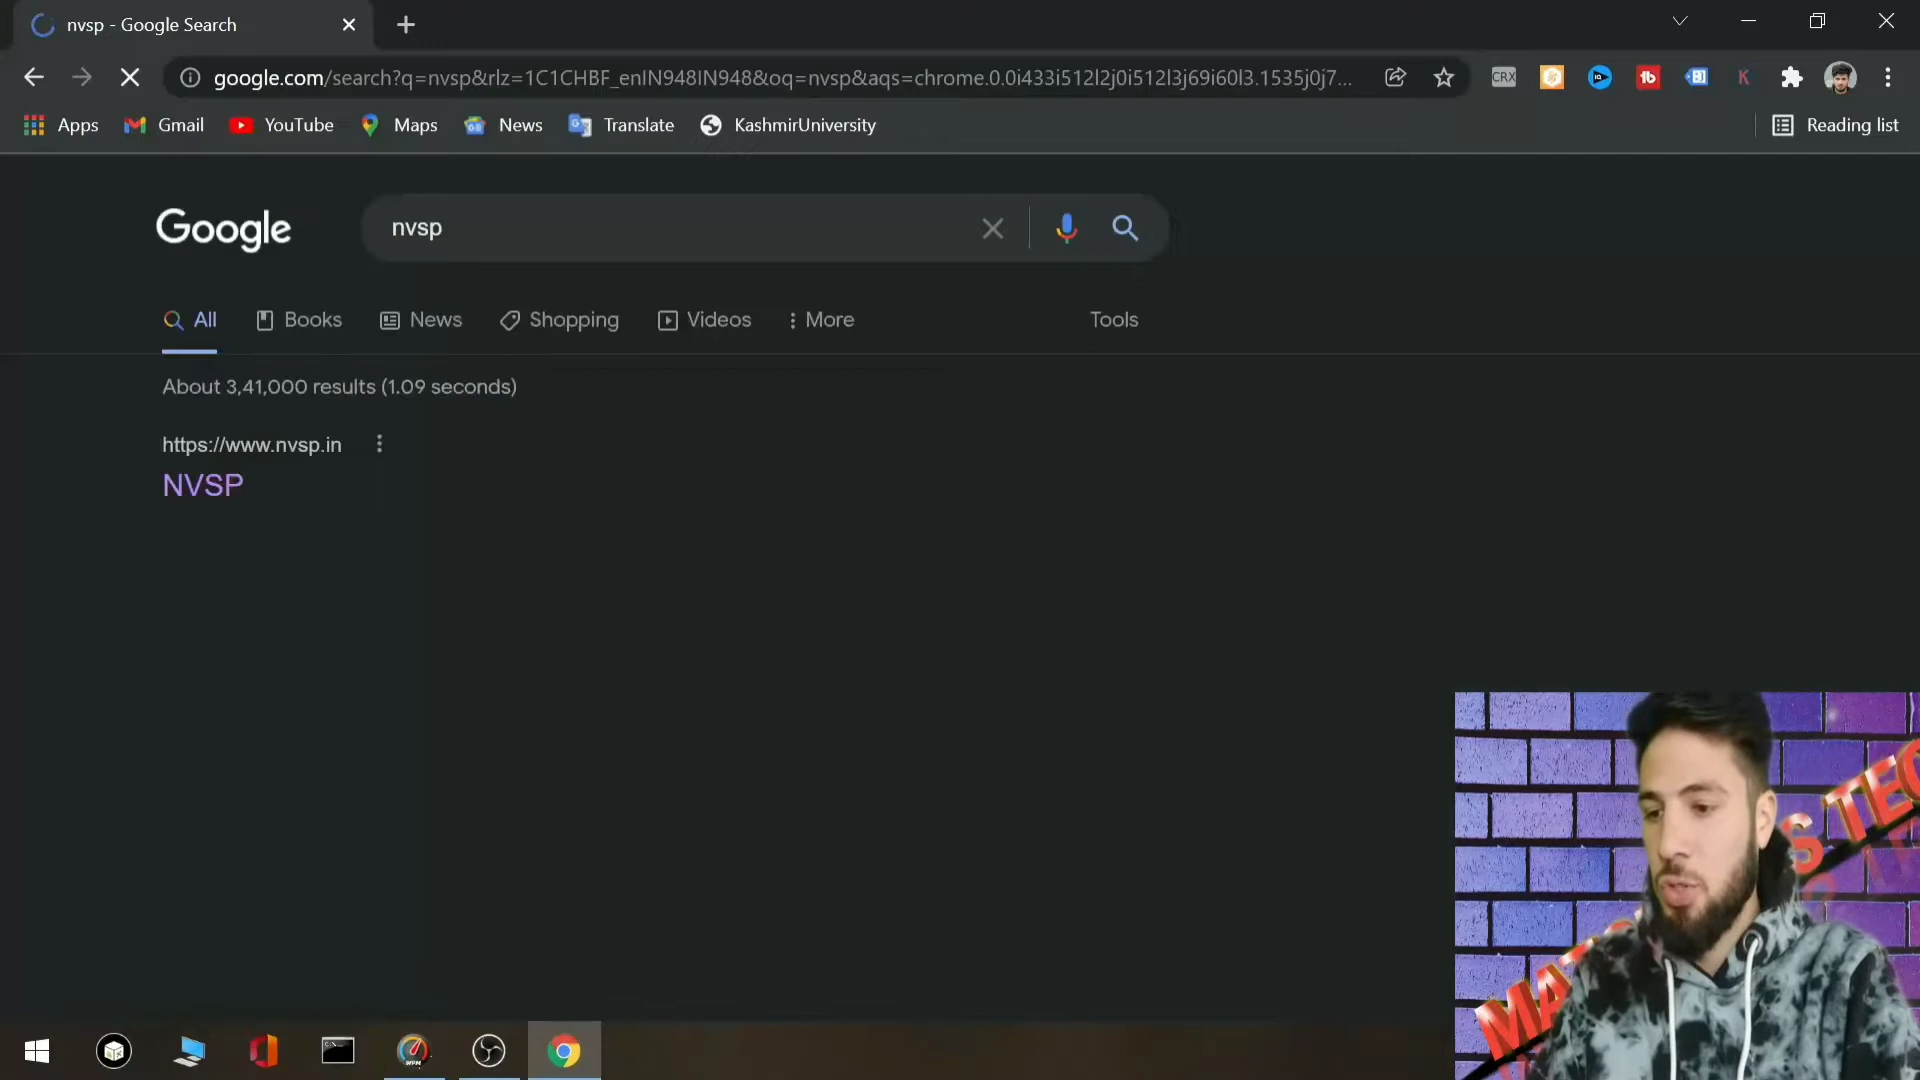 nvsp - Google Search
google.com/search?q=nvsp&rlz=1C1CHBF_enIN948IN948&oq=nvsp&aqs=chrome.0.0i433i512l2j0i512l3j69i60l3.1535j0j7...
CRX
Apps
Gmail
YouTube
Maps
News
Translate
KashmirUniversity
Reading list
Google
nvsp
All
Books
News
Shopping
Videos
More
Tools
About 3,41,000 results (1.09 seconds)
https://www.nvsp.in
NVSP